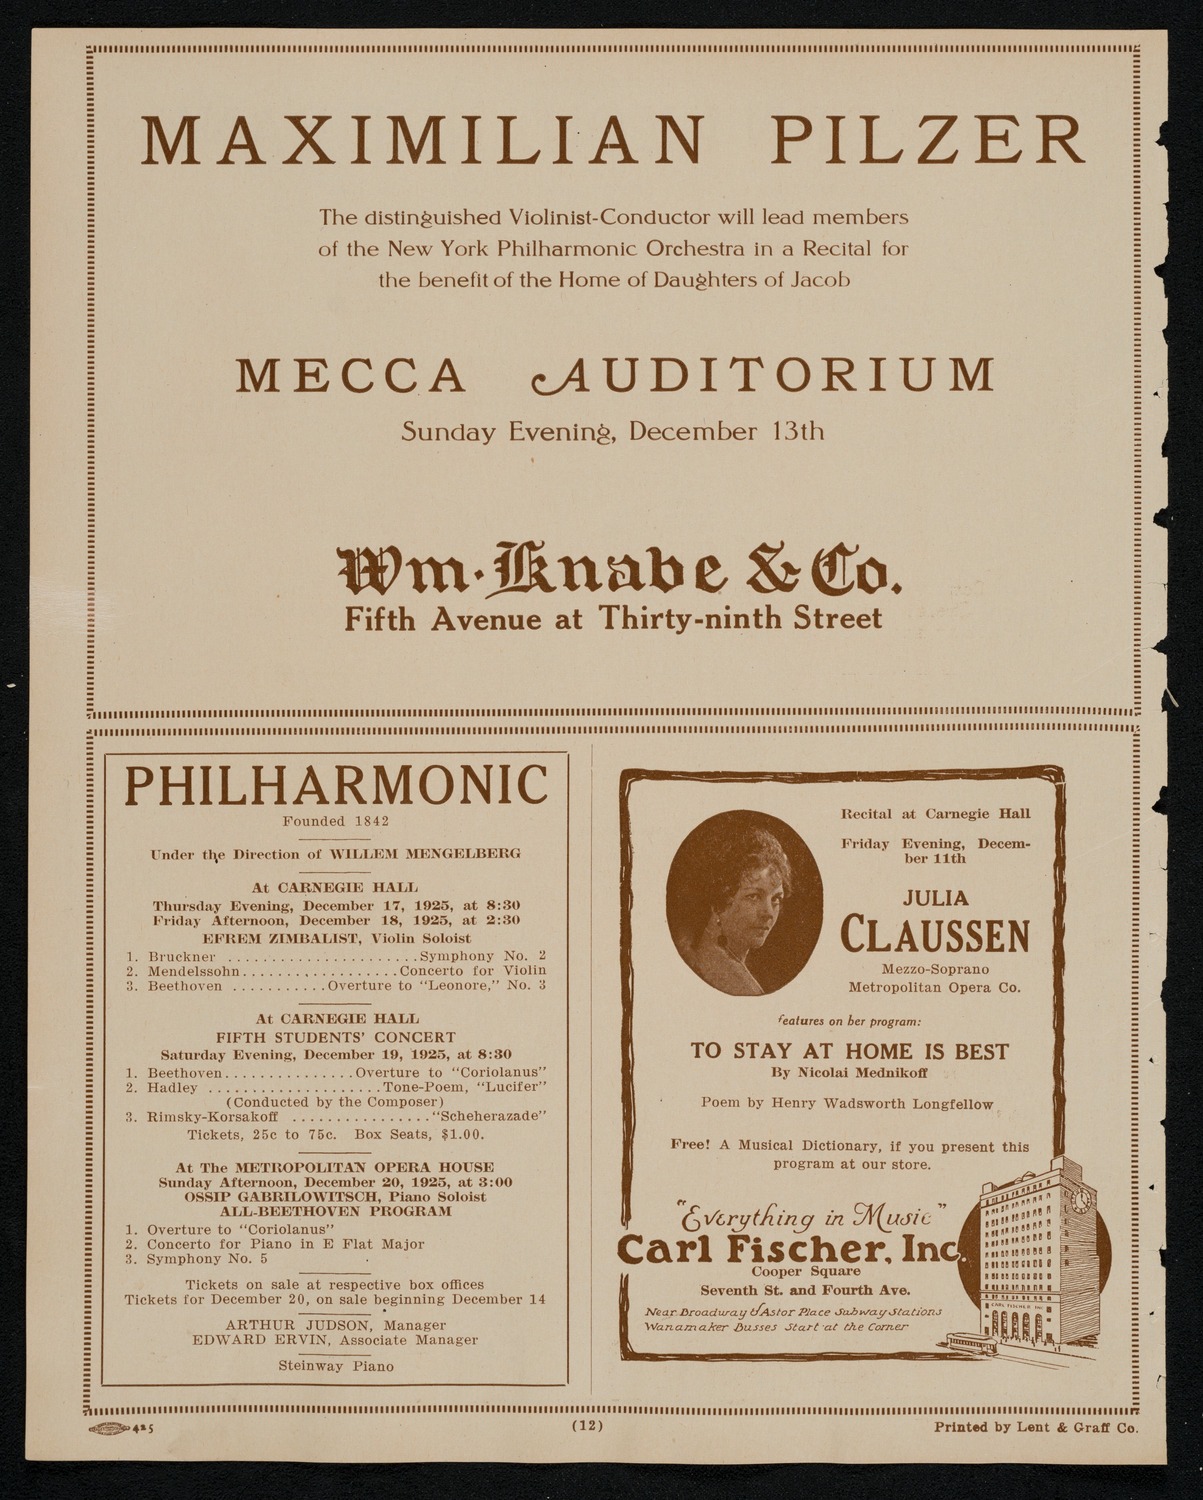 MAXIMILIAN PILZER
The distinguished Violinist-Conductor will lead members
of the New York Philharmonic Orchestra in a Recital for
the benefit of the Home of Daughters of Jacob
MECCA AUDITORIUM
Sunday Evening, December 13th
Wm. Knabe & Co.
Fifth Avenue at Thirty-ninth Street
PHILHARMONIC
Founded 1842
Under the Direction of WILLEM MENGELBERG
At CARNEGIE HALL
Thursday Evening, December 17, 1925, at 8:30
Friday Afternoon, December 18, 1925, at 2:30
EFREM ZIMBALIST, Violin Soloist
1. Bruckner ......................Symphony No. 2
2. Mendelssohn..................Concerto for Violin
3. Beethoven ...........Overture to "Leonore," No. 3
At CARNEGIE HALL
FIFTH STUDENTS' CONCERT
Saturday Evening, December 19, 1925, at 8:30
1. Beethoven...............Overture to "Coriolanus"
2. Hadley ....................Tone-Poem, "Lucifer"
(Conducted by the Composer)
3. Rimsky-Korsakoff ................"Scheherazade"
Tickets, 25c to 75c. Box Seats, $1.00.
At The METROPOLITAN OPERA HOUSE
Sunday Afternoon, December 20, 1925, at 3:00
OSSIP GABRILOWITSCH, Piano Soloist
ALL-BEETHOVEN PROGRAM
1. Overture to "Coriolanus"
2. Concerto for Piano in E Flat Major
3. Symphony No. 5
Tickets on sale at respective box offices
Tickets for December 20, on sale beginning December 14
ARTHUR JUDSON, Manager
EDWARD ERVIN, Associate Manager
Steinway Piano
Recital at Carnegie Hall
Friday Evening, Decem-
ber 11th
JULIA
CLAUSSEN
Mezzo-Soprano
Metropolitan Opera Co.
features on her program:
TO STAY AT HOME IS BEST
By Nicolai Mednikoff
Poem by Henry Wadsworth Longfellow
Free! A Musical Dictionary, if you present this
program at our store.
"Everything in Music"
Carl Fischer, Inc.
Cooper Square
Seventh St. and Fourth Ave.
Near Broadway & Astor Place Subway Stations
Wanamaker Busses Start at the Corner
CARL FISCHER INC
425
(12)
Printed by Lent & Graff Co.